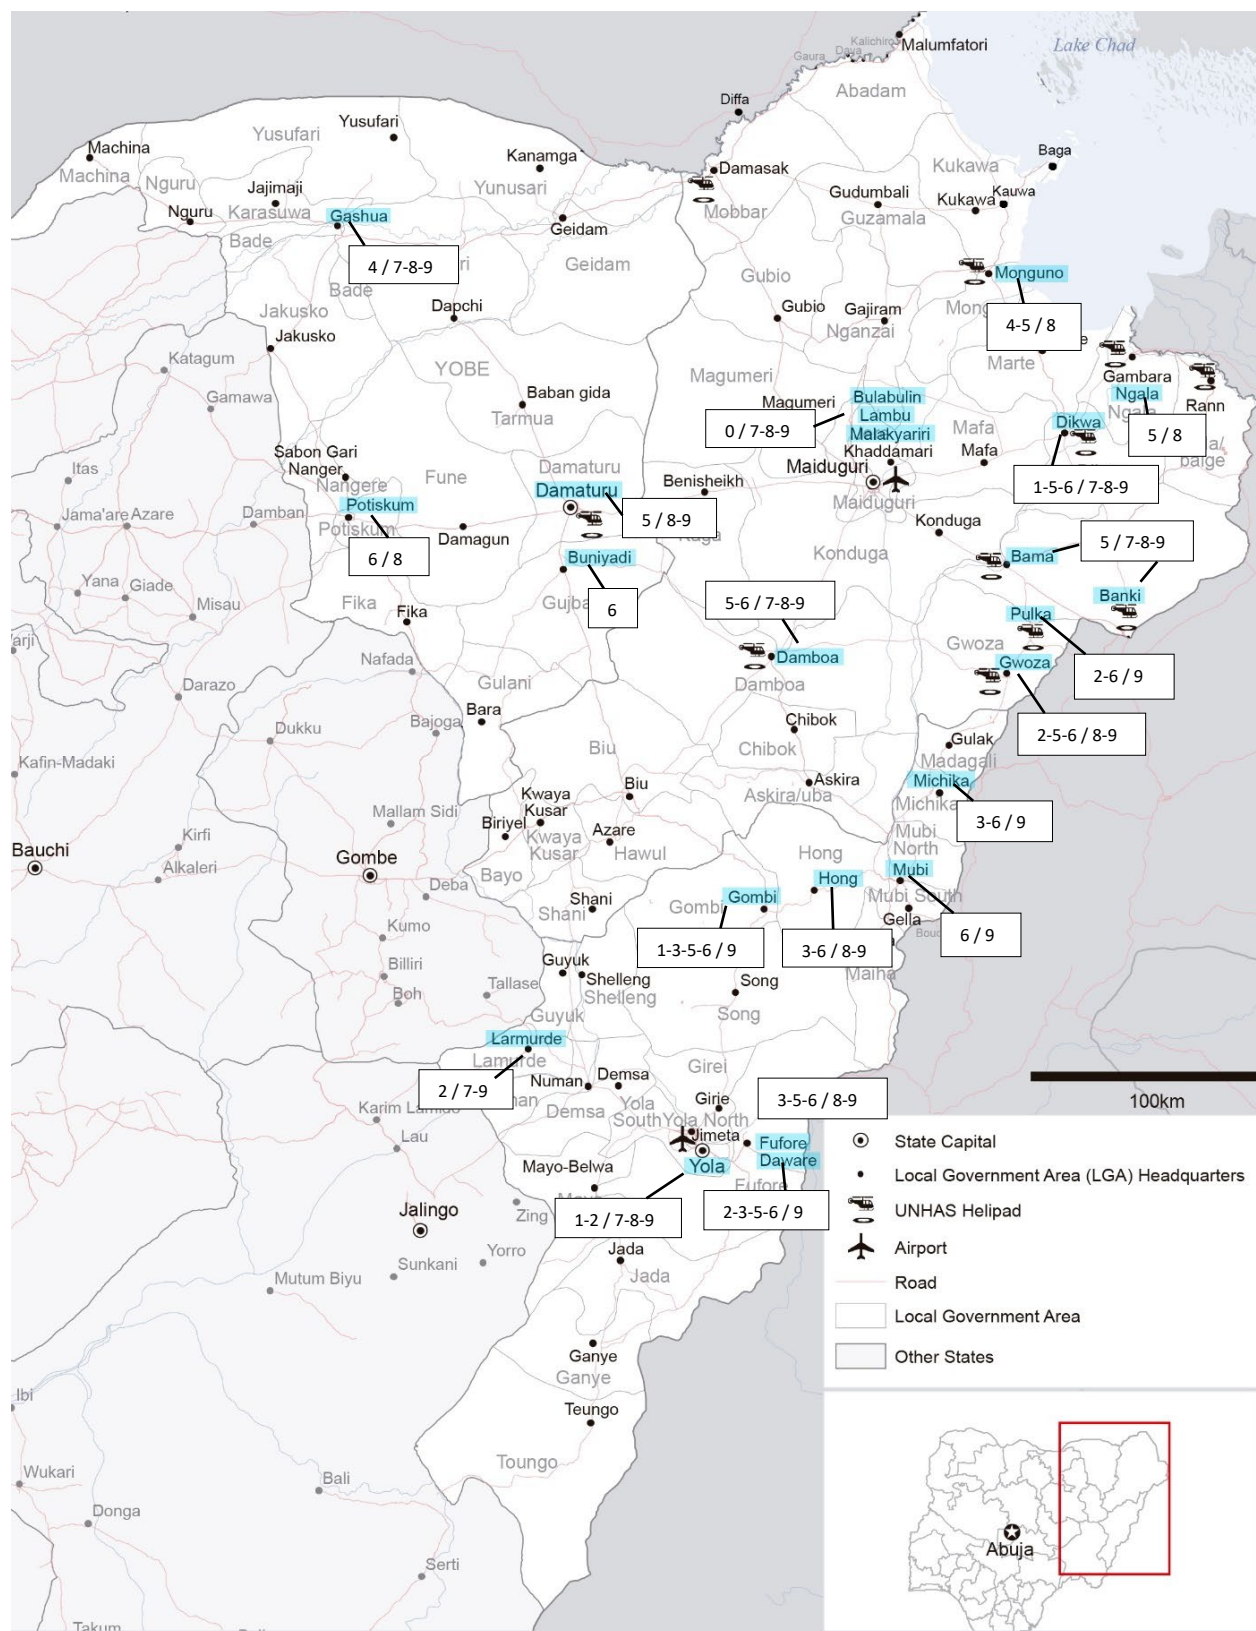 Malumfatori
Lake Chad
Kalichiro
Gaura
Abadam
Diffa
Yusufari
Yusufari
Machina
Machina
Kanamga
Yunusari
Nguru
Jajimaji
Nguru
Karasuwa
Gashua
Bade
Geidam
Geidam
4 / 7-8-9
Bade
Damasak
Mobbar
Gudumbali
Guzamala
Kukawa
Kukawa
Kauwa
Baga
Monguno
4-5 / 8
Marte
Gubio
Gubio
Gajiram
Nganzai
Jakusko
Jakusko
Dapchi
YOBE
Katagum
Gamawa
Baban gida
Tarmua
Magumeri
Magumeri
Bulabulin
Lambu
Malakyariri
0 / 7-8-9
Khaddamari
Maiduguri
Maiduguri
Mafa
Mafa
Gambara
Ngala
5 / 8
Rann
Dikwa
1-5-6 / 7-8-9
Sabon Gari
Nanger
Nangere
Itas
Jama'are
Azare
Damban
Potiskum
Potiskum
6 / 8
Fune
Damagun
Damaturu
Damaturu
5 / 8-9
Benisheikh
Buniyadi
6
Konduga
Konduga
Bama
5 / 7-8-9
Banki
Pulka
2-6 / 9
Gwoza
Gwoza
2-5-6 / 8-9
Yana
Giade
Misau
Fika
Fika
Nafada
5-6 / 7-8-9
Damboa
Damboa
Gulani
Bara
Darazo
Dukku
Bajoga
Kafin-Madaki
Chibok
Chibok
Gulak
Madagali
Michika
Michika
3-6 / 9
Biu
Biu
Askira
Askira/uba
Kwaya
Kusar
Biriyel
Kwaya
Kusar
Azare
Hawul
Bayo
Mallam Sidi
Kirfi
Bauchi
Alkaleri
Gombe
Deba
Mubi
North
Hong
Hong
Mubi
Mubi South
Gella
6 / 9
3-6 / 8-9
Gombi
Gombi
1-3-5-6 / 9
Shani
Shani
Kumo
Billiri
Boh
Tallase
Guyuk
Guyuk
Shelleng
Shelleng
Song
Song
Maiha
Larmurde
Lamurde
2 / 7-9
Numan
Demsa
Demsa
Girei
Girie
Yola
South
Yola North
Jimeta
Yola
1-2 / 7-8-9
3-5-6 / 8-9
Fufore
Daware
Fufore
2-3-5-6 / 9
Karim Lamido
Lau
Mayo-Belwa
Zing
Jalingo
Yorro
Sunkani
Mutum Biyu
Jada
Jada
Ganye
Ganye
Teungo
Toungo
Ibi
Wukari
Bali
Donga
Serti
Takum
100km
State Capital
Local Government Area (LGA) Headquarters
UNHAS Helipad
Airport
Road
Local Government Area
Other States
Abuja